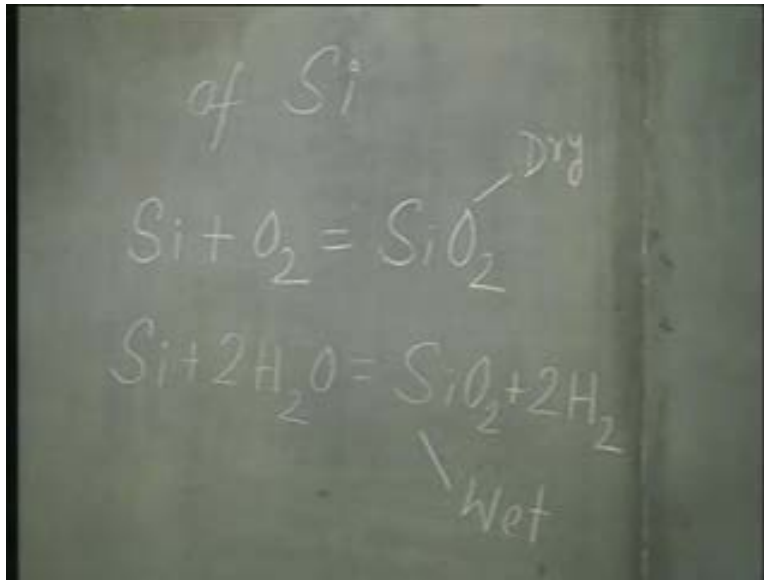 of Si
Dry
Si + O₂ = SiO₂
Si + 2H₂O = SiO₂ + 2H₂
Wet